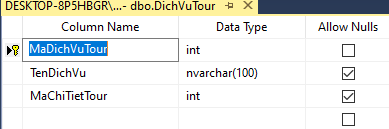 DESKTOP-8P5HBGR\...- dbo.DichVuTour
Column Name Data Type Allow Nulls
MaDichVuTour int
TenDichVu nvarchar(100)
MaChiTietTour int